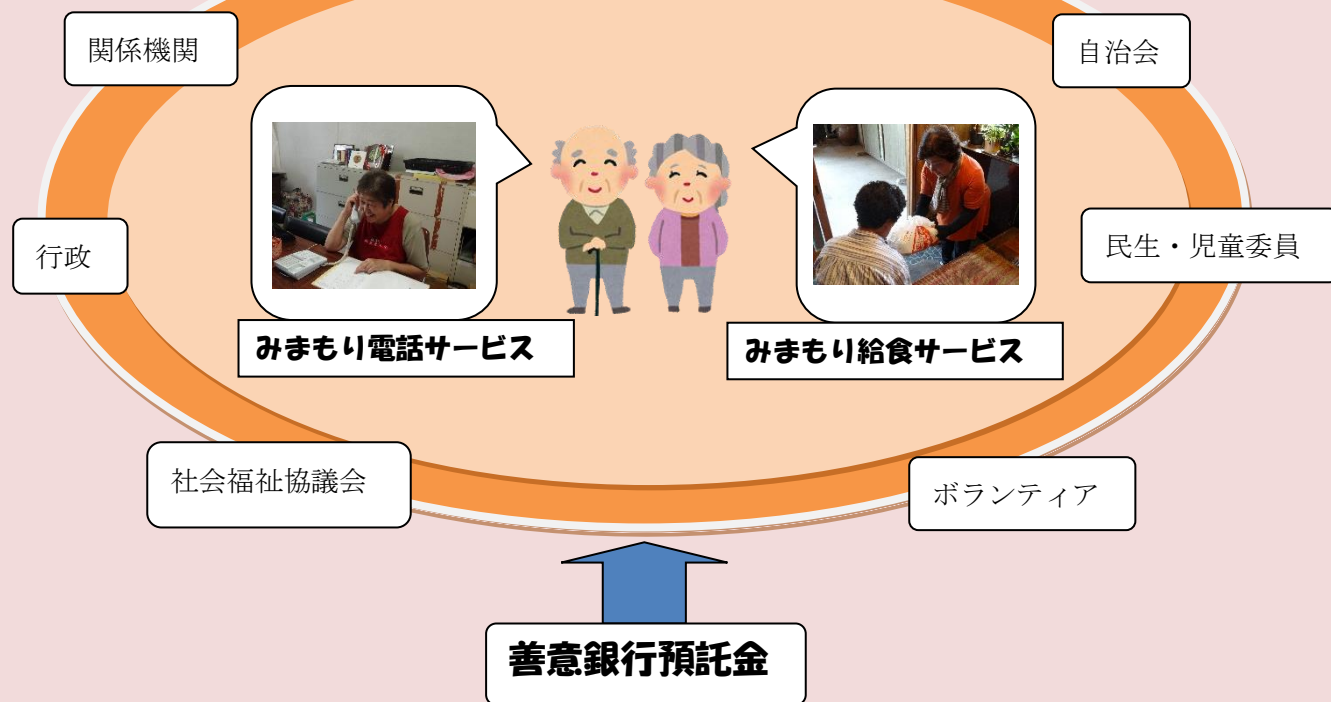 関係機関
自治会
行政
民生・児童委員
みまもり電話サービス
みまもり給食サービス
社会福祉協議会
ボランティア
善意銀行預託金